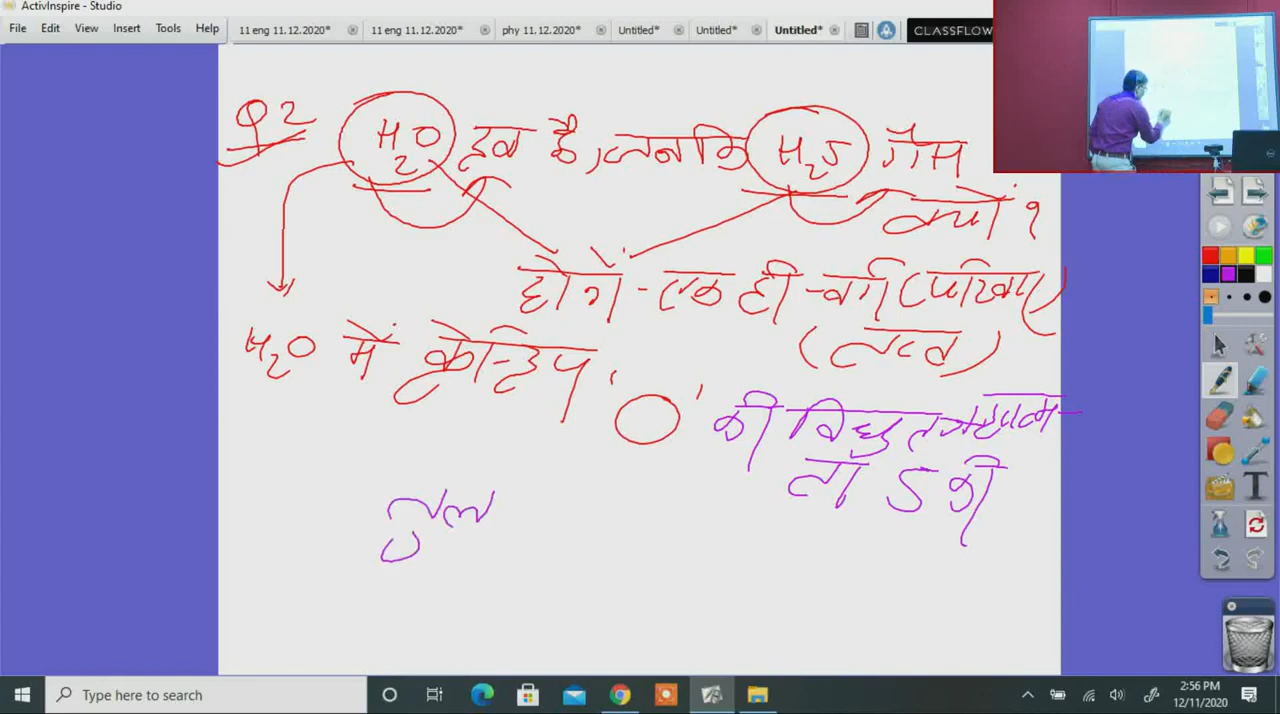 ActivInspire - Studio
File Edit View Insert Tools Help
11 eng 11.12.2020* 11 eng 11.12.2020* phy 11.12.2020* Untitled* Untitled* Untitled* CLASSFLOW
Q2 H2O द्रव है, जबकि H2S गैस
क्यों ?
दोनों एक ही वर्ग (परिवार)
(तत्व)
H2O में केन्द्रिय 'O' की विद्युतऋणात्म-
ता S की
तुल
Type here to search
2:56 PM
12/11/2020